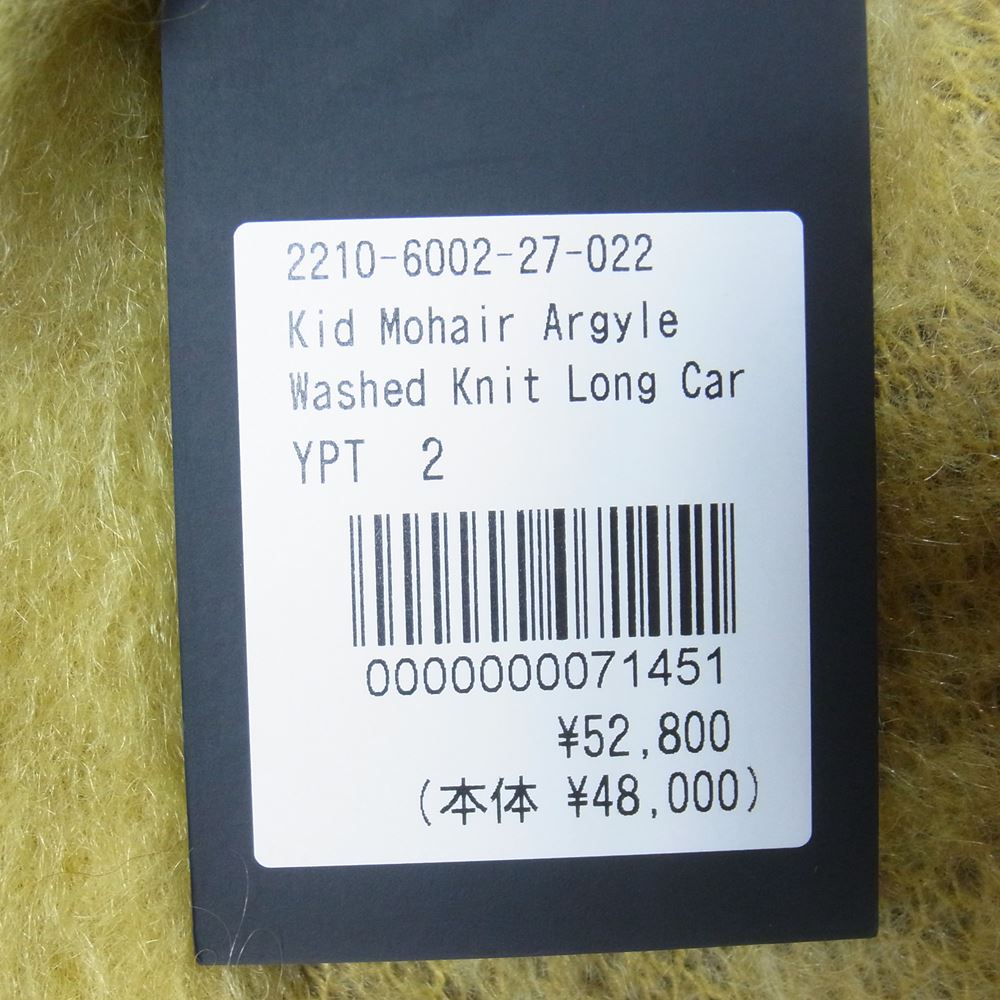 2210-6002-27-022
Kid Mohair Argyle
Washed Knit Long Car
YPT 2
0000000071451
¥52,800
(本体 ¥48,000)